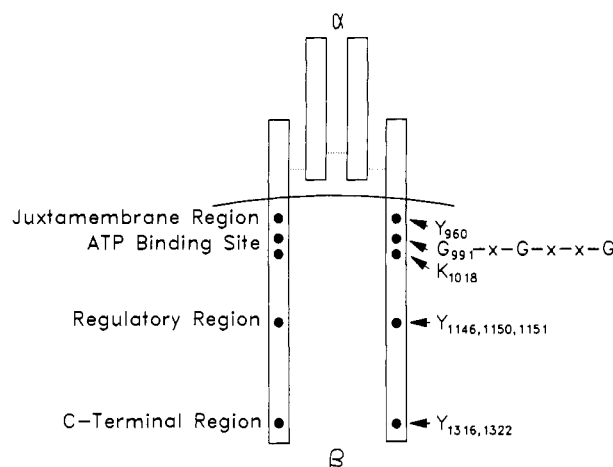 α
Juxtamembrane Region
Y960
ATP Binding Site
G991-x-G-x-x-G
K1018
Regulatory Region
Y1146,1150,1151
C-Terminal Region
Y1316,1322
β